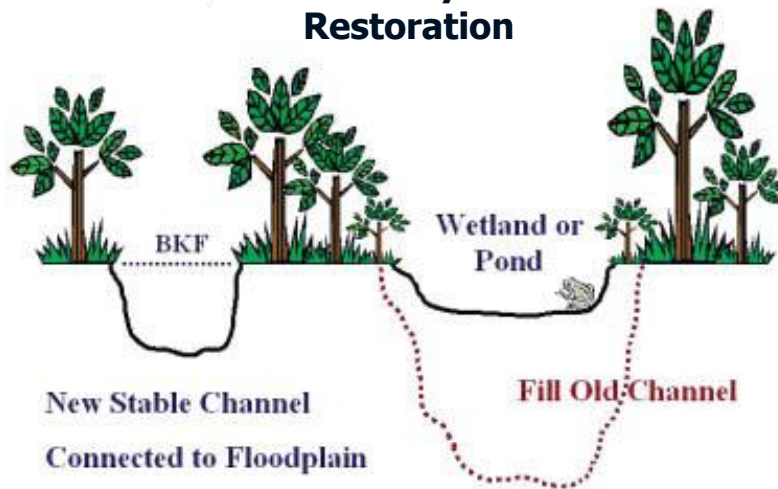 Restoration
BKF
Wetland or
Pond
New Stable Channel
Connected to Floodplain
Fill Old Channel